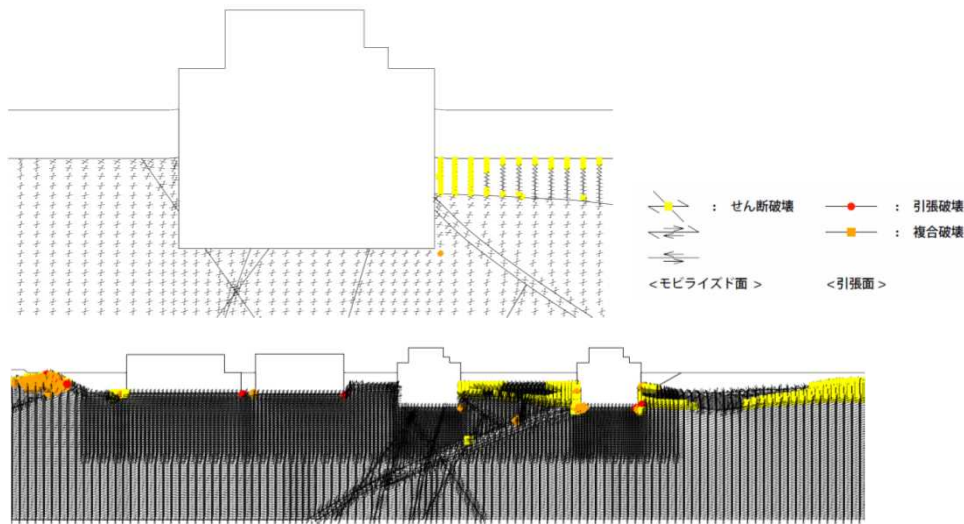 ： せん断破壊
： 引張破壊
： 複合破壊
＜モビライズド面 ＞
＜引張面＞